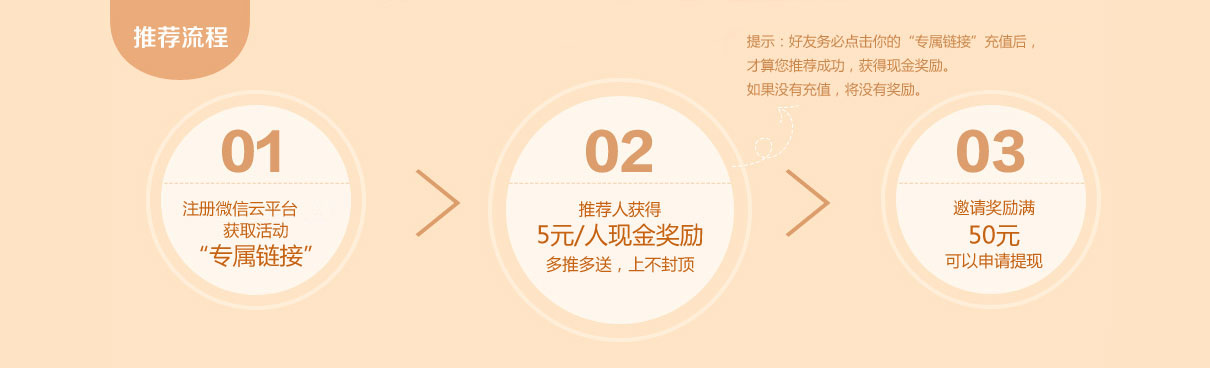 推荐流程
01
注册微信云平台
获取活动
“专属链接”
02
推荐人获得
5元/人现金奖励
多推多送，上不封顶
提示：好友务必点击你的“专属链接”充值后，
才算您推荐成功，获得现金奖励。
如果没有充值，将没有奖励。
03
邀请奖励满
50元
可以申请提现